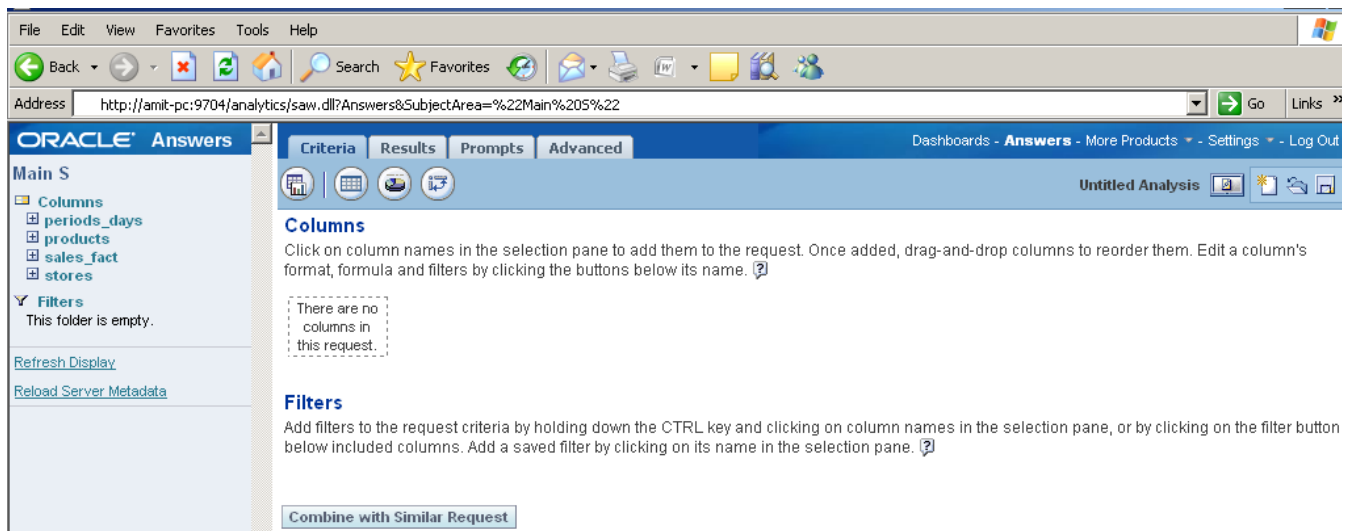 File Edit View Favorites Tools Help
Back Search Favorites
Address http://amit-pc:9704/analytics/saw.dll?Answers&SubjectArea=%22Main%20S%22 Go Links »
ORACLE Answers
Criteria Results Prompts Advanced
Dashboards - Answers - More Products - Settings - Log Out
Main S
Untitled Analysis
Columns
periods_days
products
sales_fact
stores
Filters
This folder is empty.
Refresh Display
Reload Server Metadata
Columns
Click on column names in the selection pane to add them to the request. Once added, drag-and-drop columns to reorder them. Edit a column's
format, formula and filters by clicking the buttons below its name.
There are no
columns in
this request.
Filters
Add filters to the request criteria by holding down the CTRL key and clicking on column names in the selection pane, or by clicking on the filter button
below included columns. Add a saved filter by clicking on its name in the selection pane.
Combine with Similar Request